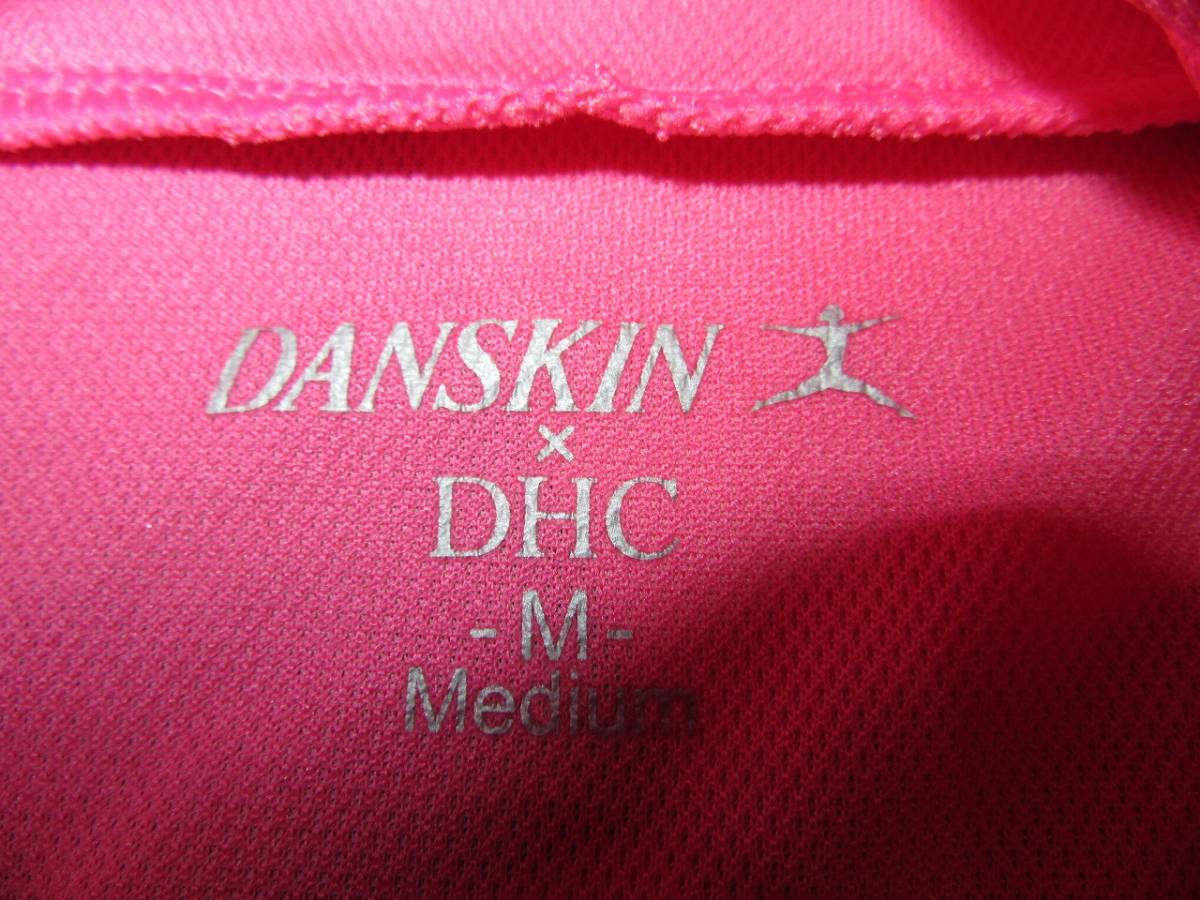 DANSKIN
×
DHC
- M -
Medium